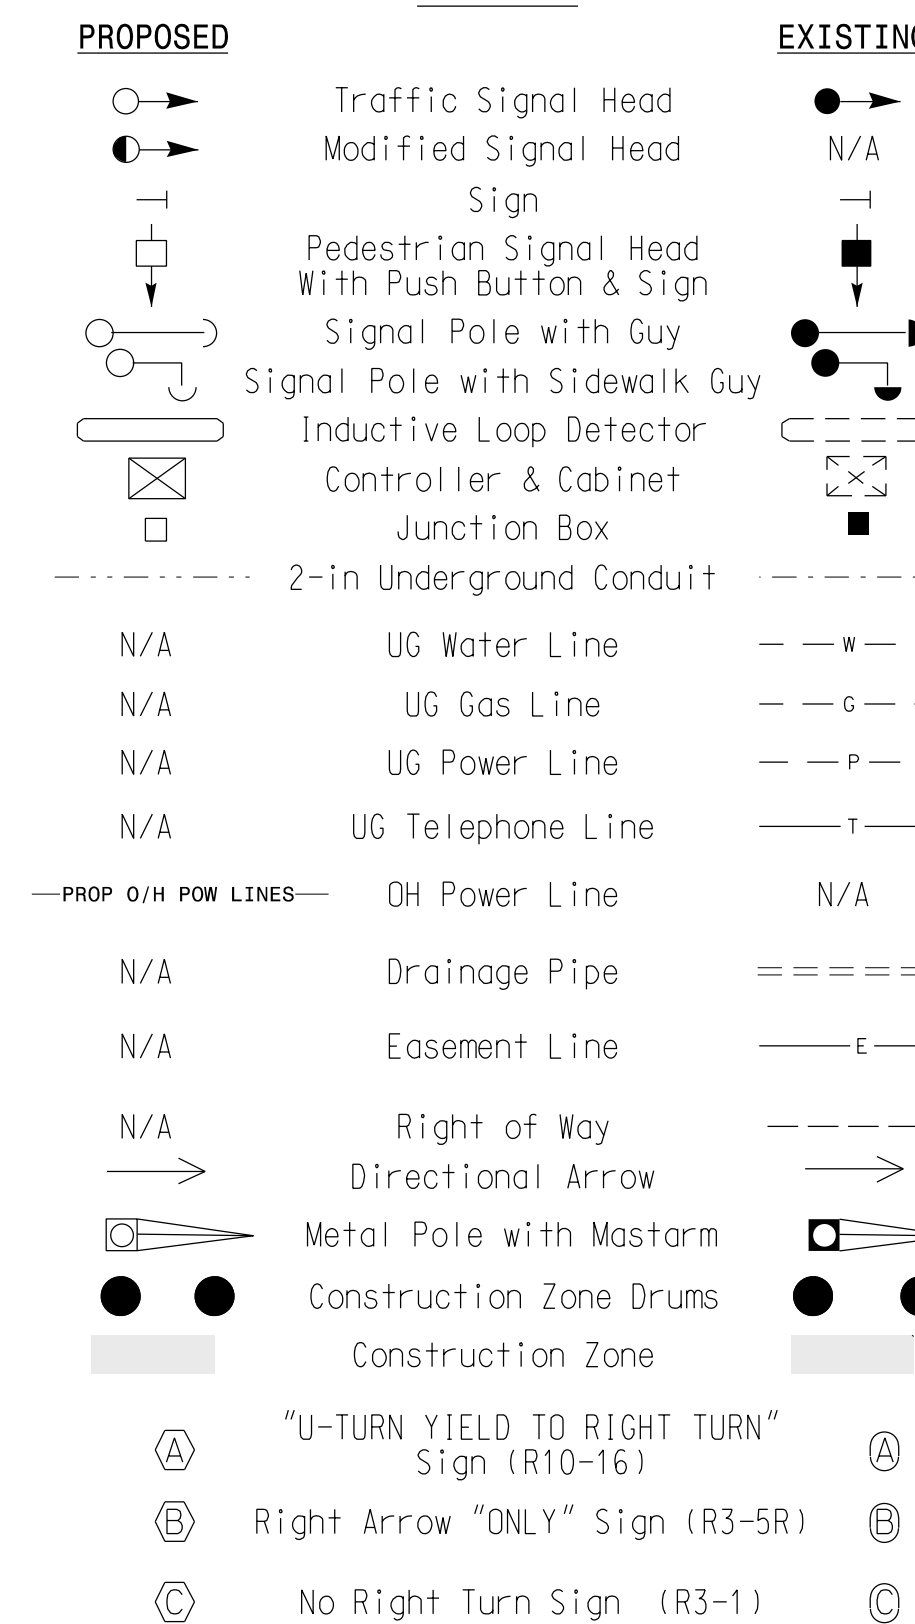 PROPOSED EXISTING
Traffic Signal Head
Modified Signal Head N/A
Sign
Pedestrian Signal Head
With Push Button & Sign
Signal Pole with Guy
Signal Pole with Sidewalk Guy
Inductive Loop Detector
Controller & Cabinet
Junction Box
2-in Underground Conduit
N/A UG Water Line W
N/A UG Gas Line G
N/A UG Power Line P
N/A UG Telephone Line T
PROP O/H POW LINES OH Power Line N/A
N/A Drainage Pipe
N/A Easement Line E
N/A Right of Way
Directional Arrow
Metal Pole with Mastarm
Construction Zone Drums
Construction Zone
"U-TURN YIELD TO RIGHT TURN"
A Sign (R10-16) A
B Right Arrow "ONLY" Sign (R3-5R) B
C No Right Turn Sign (R3-1) C